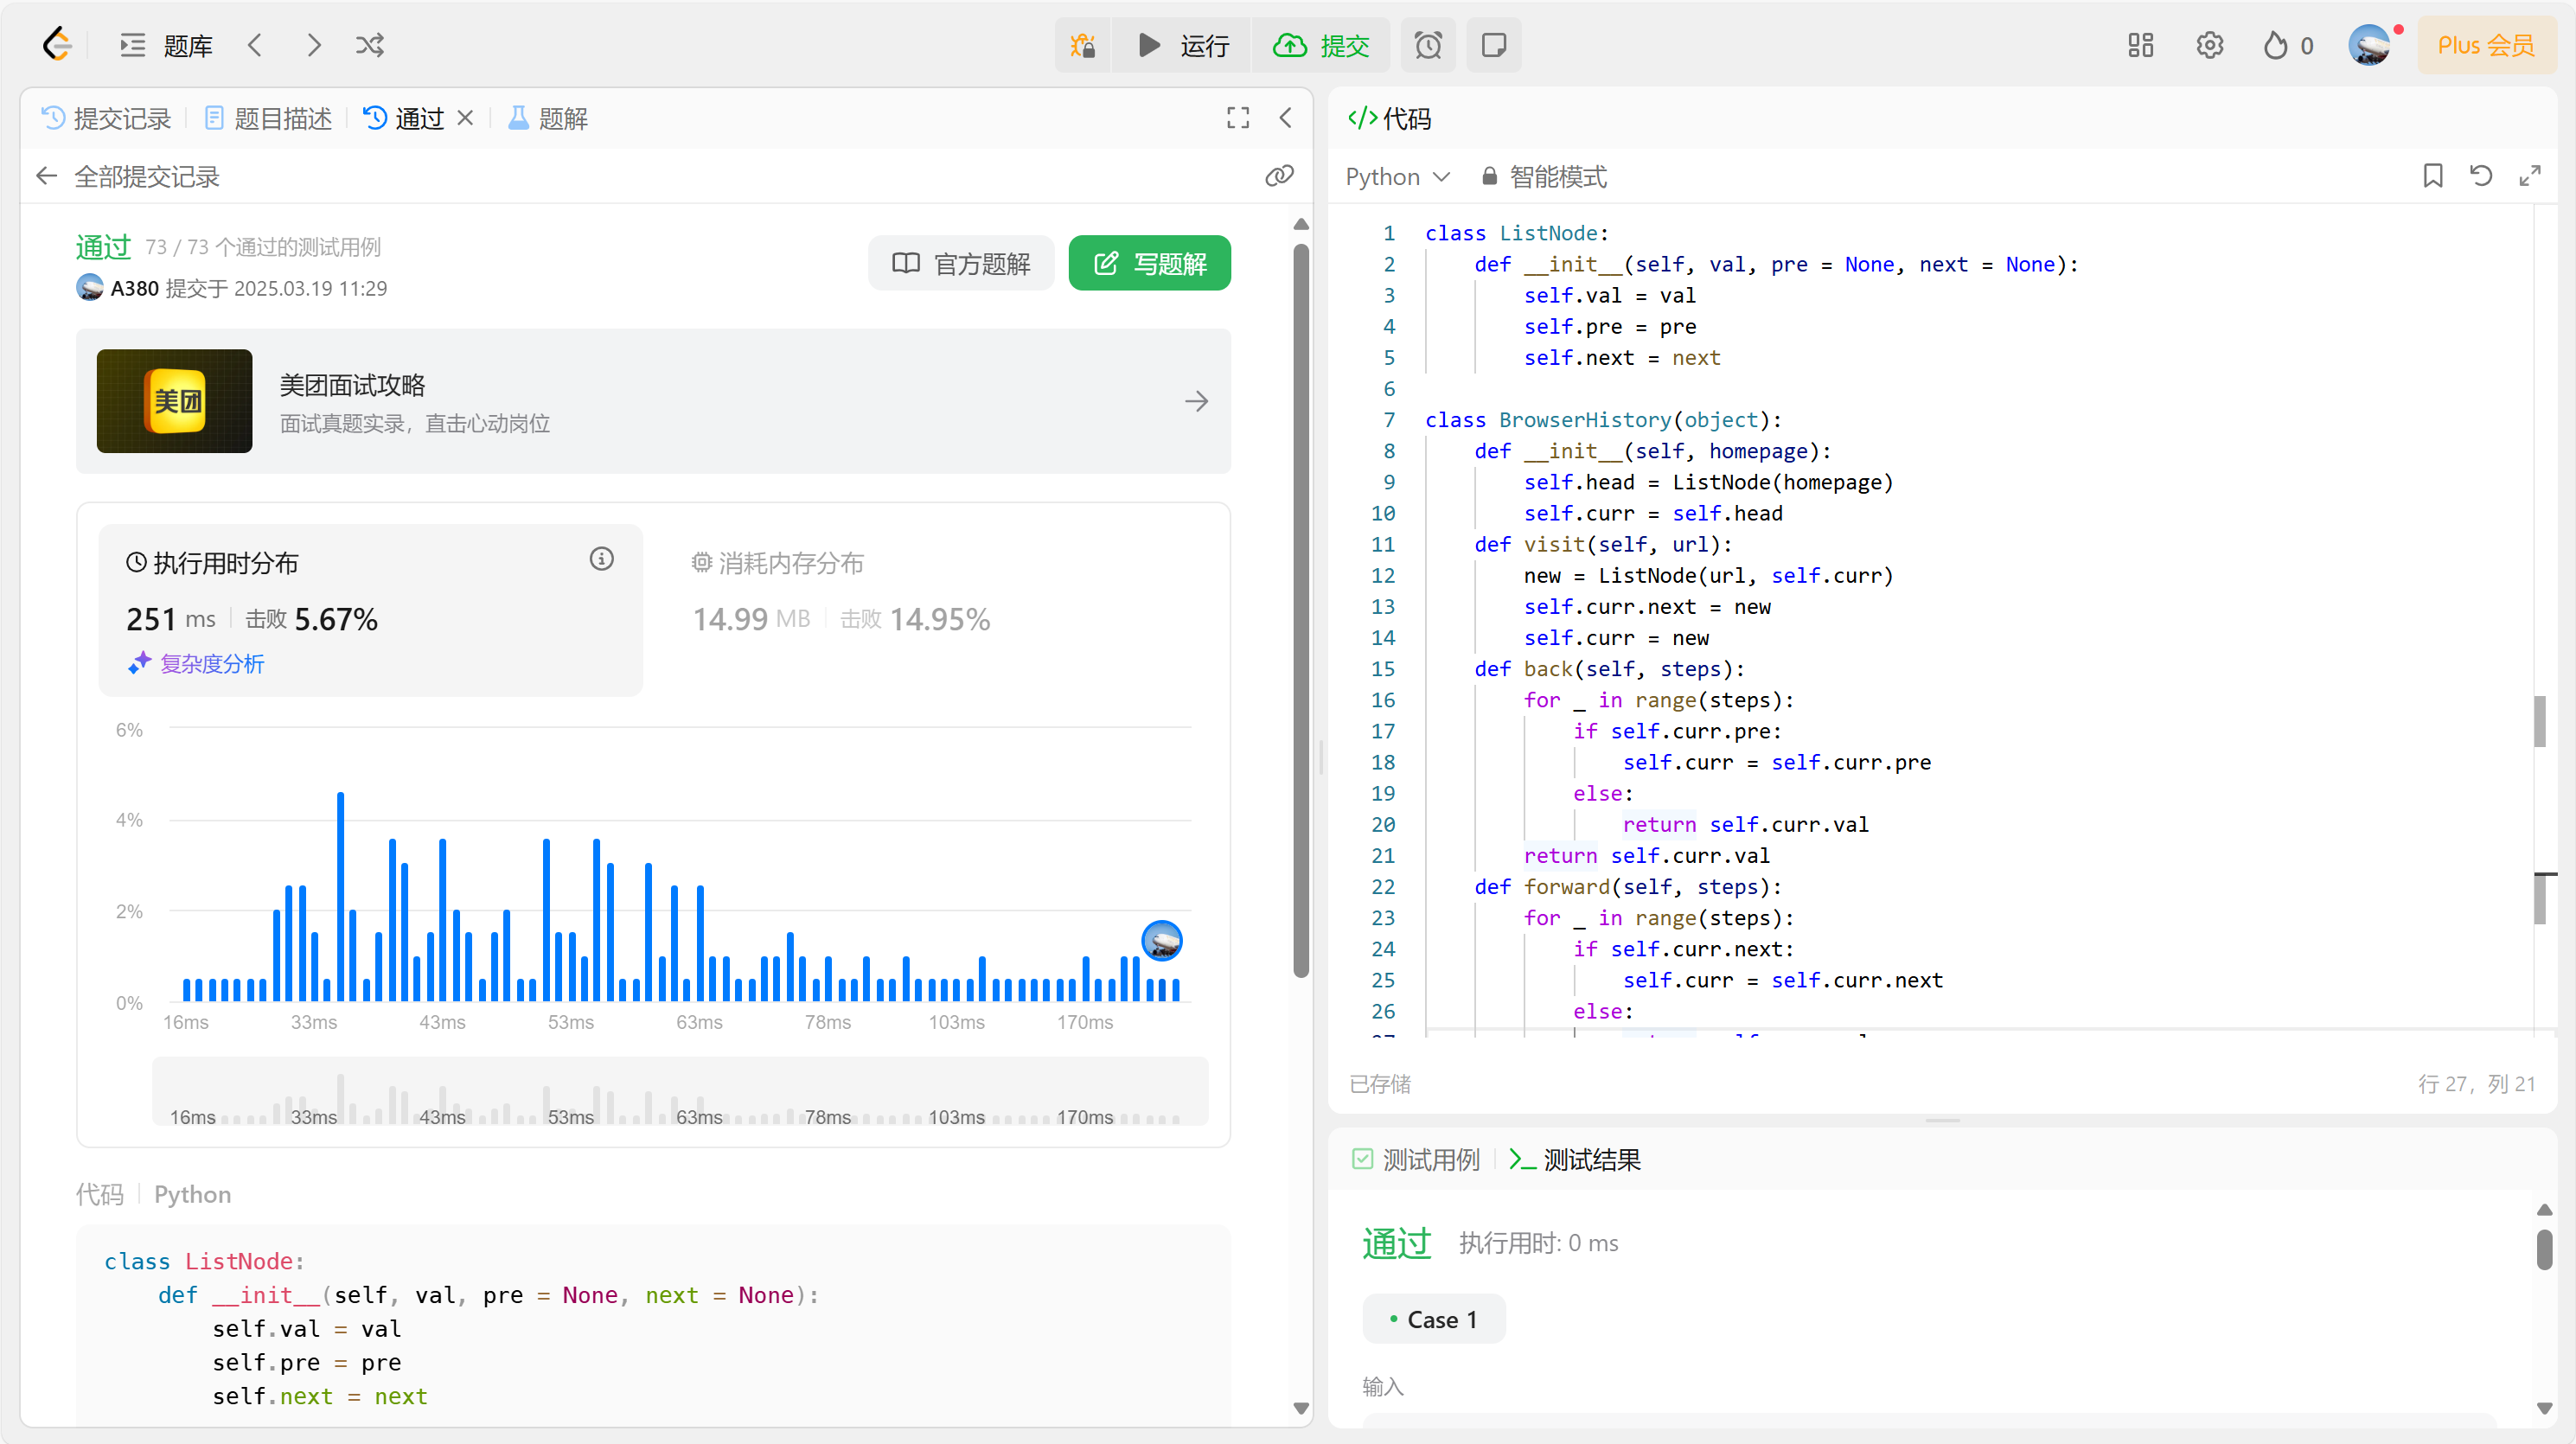 题库
运行
提交
0
Plus 会员
提交记录
题目描述
通过
题解
全部提交记录
通过 73 / 73 个通过的测试用例
A380 提交于 2025.03.19 11:29
官方题解
写题解
美团
美团面试攻略
面试真题实录，直击心动岗位
执行用时分布
251 ms 击败 5.67%
复杂度分析
消耗内存分布
14.99 MB 击败 14.95%
6%
4%
2%
0%
16ms 33ms 43ms 53ms 63ms 78ms 103ms 170ms
16ms 33ms 43ms 53ms 63ms 78ms 103ms 170ms
代码 Python
class ListNode:
    def __init__(self, val, pre = None, next = None):
        self.val = val
        self.pre = pre
        self.next = next
</> 代码
Python 智能模式
1 class ListNode:
2     def __init__(self, val, pre = None, next = None):
3         self.val = val
4         self.pre = pre
5         self.next = next
6
7 class BrowserHistory(object):
8     def __init__(self, homepage):
9         self.head = ListNode(homepage)
10         self.curr = self.head
11     def visit(self, url):
12         new = ListNode(url, self.curr)
13         self.curr.next = new
14         self.curr = new
15     def back(self, steps):
16         for _ in range(steps):
17             if self.curr.pre:
18                 self.curr = self.curr.pre
19             else:
20                 return self.curr.val
21         return self.curr.val
22     def forward(self, steps):
23         for _ in range(steps):
24             if self.curr.next:
25                 self.curr = self.curr.next
26             else:
已存储
行 27，列 21
测试用例
测试结果
通过 执行用时: 0 ms
Case 1
输入